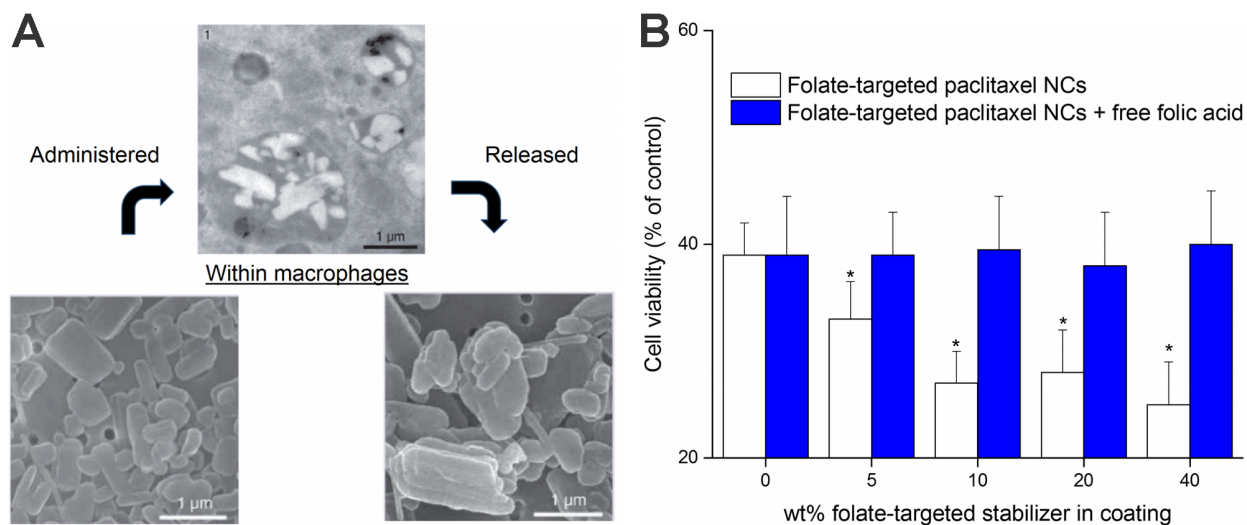 A
1
Administered
Released
1 µm
Within macrophages
1 µm
1 µm
B
60
40
20
Cell viability (% of control)
Folate-targeted paclitaxel NCs
Folate-targeted paclitaxel NCs + free folic acid
*
*
*
*
0 5 10 20 40
wt% folate-targeted stabilizer in coating